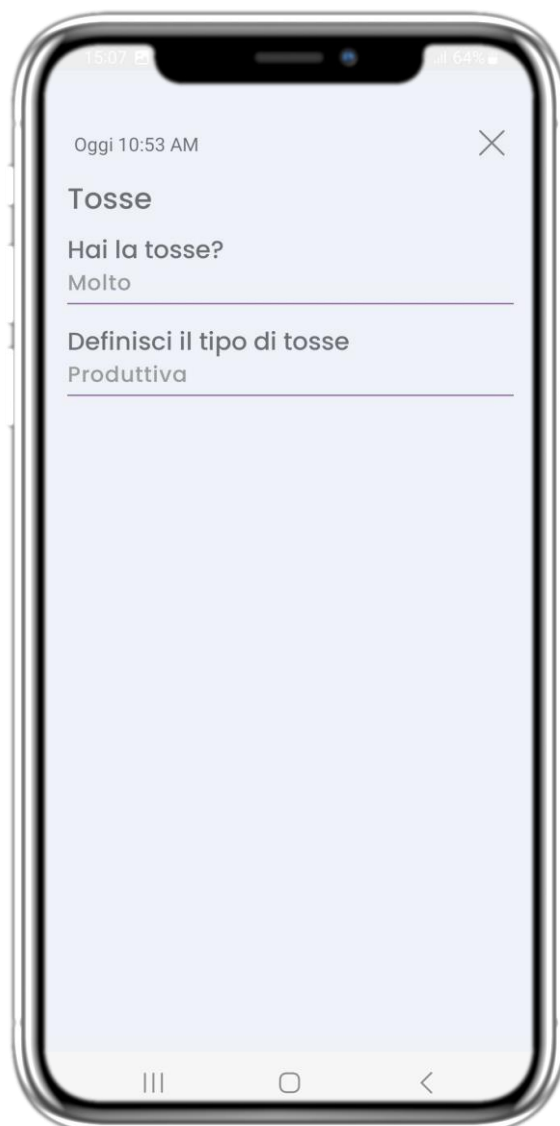 15:07
64%
Oggi 10:53 AM
Tosse
Hai la tosse?
Molto
Definisci il tipo di tosse
Produttiva